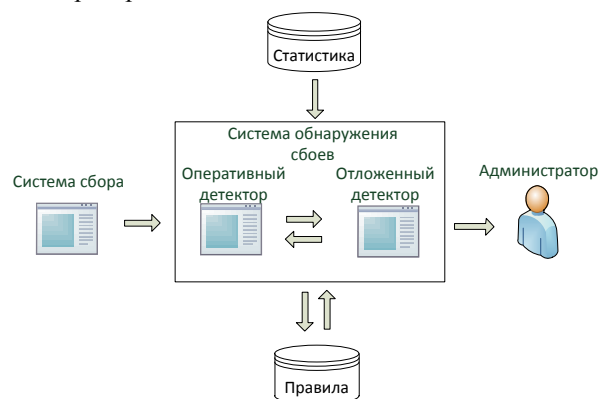 Статистика
Система обнаружения
сбоев
Система сбора
Оперативный
детектор
Отложенный
детектор
Администратор
Правила